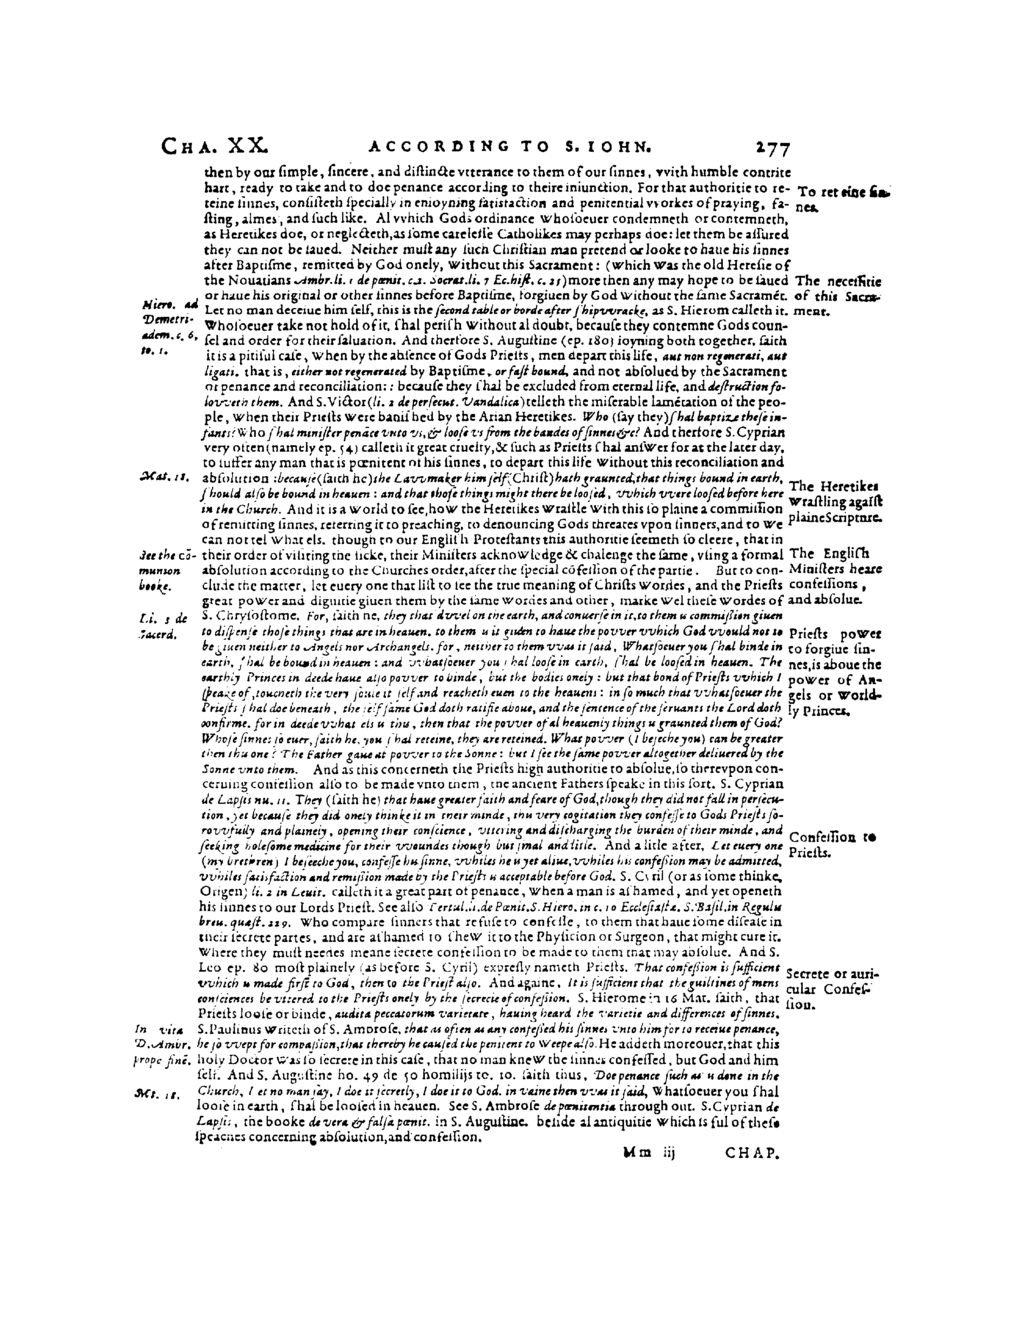 CHA. XX. ACCORDING TO S. IOHN. 277
then by our simple, sincere, and distincte vtterance to them of our sinnes, vvith humble contrite
hart, ready to take and to doe penance according to theire iniunction. For that authoritie to re-
teine sinnes, consisteth specially in enioyning satisfaction and penitential vvorkes of praying, fa-
sting, almes, and such like. Al vvhich Gods ordinance whosoeuer condemneth or contemneth,
as Heretikes doe, or neglecteth, as some carelesse Catholikes may perhaps doe: let them be assured
they can not be saued. Neither must any such Christian man pretend or looke to haue his sinnes
after Baptisme, remitted by God onely, without this Sacrament: (which was the old Heresie of
the Nouatians Ambr. li. 1 de pœnit. c. 2. Socrat. li. 7 Ec. hist. c. 25) more then any may hope to be saued
or haue his original or other sinnes before Baptisme, forgiuen by God without the same Sacramét.
Let no man deceiue him self, this is the second table or borde after shipvvracke, as S. Hierom calleth it.
Whosoeuer take not hold of it, shal perish without al doubt, because they contemne Gods coun-
sel and order for their saluation. And therfore S. Augustine (ep. 180) ioyning both together, saith
it is a pitiful case, when by the absence of Gods Priests, men depart this life, aut non regenerati, aut
ligati. that is, either not regenerated by Baptisme, or fast bound, and not absolued by the Sacrament
of penance and reconciliation: because they shal be excluded from eternal life, and destruction fo-
lovveth them. And S. Victor (li. 2 de persecut. Vandalica) telleth the miserable lamétation of the peo-
ple, when their Priests were banished by the Arian Heretikes. Who (say they) shal baptize these in-
fants? Who shal minister penáce vnto vs, & loose vs from the bandes of sinnes &c? And therfore S. Cyprian
very often (namely ep. 54) calleth it great cruelty, & such as Priests shal answer for at the later day,
to suffer any man that is pœnitent of his sinnes, to depart this life without this reconciliation and
absolution: because (saith he) the Lavvmaker him self (Christ) hath graunted, that things bound in earth,
should also be bound in heauen: and that those things might there be loosed, vvhich vvere loosed before here
in the Church. And it is a world to see, how the Heretikes wrastle with this so plaine a commission
of remitting sinnes, referring it to preaching, to denouncing Gods threates vpon sinners, and to we
can not tel what els. though to our English Protestants this authoritie seemeth so cleere, that in
their order of visiting the sicke, their Ministers acknowledge & chalenge the same, vsing a formal
absolution according to the Churches order, after the special cófession of the partie. But to con-
clude the matter, let euery one that list to see the true meaning of Christs wordes, and the Priests
great power and dignitie giuen them by the same wordes and other, marke wel these wordes of
S. Chrysostome. For, saith he, they that dvvel on the earth, and conuerse in it, to them is commission giuen
to dispense those things that are in heauen. to them is it giuen to haue the povver vvhich God vvould not to
be giuen neither to Angels nor Archangels. for, neither to them vvas it said, Whatsoeuer you shal binde in
earth, shal be bound in heauen: and vvhatsoeuer you shal loose in earth, shal be loosed in heauen. The
earthly Princes in deede haue also povver to binde, but the bodies onely: but that bond of Priests vvhich I
speake of, toucheth the very soule it self, and reacheth euen to the heauens: in so much that vvhatsoeuer the
Priests shal doe beneath, the self same God doth ratifie aboue, and the sentence of the seruants the Lord doth
confirme. for in deede vvhat els is this, then that the povver of al heauenly things is graunted them of God?
Whose sinnes so euer, saith he, you shal reteine, they are reteined. What povver (I beseche you) can be greater
then this one? The Father gaue al povver to the Sonne: but I see the same povver altogether deliuered by the
Sonne vnto them. And as this concerneth the Priests high authoritie to absolue, so therevpon con-
cerning confession also to be made vnto them, the ancient Fathers speake in this sort. S. Cyprian
de Lapsis nu. 11. They (saith he) that haue greater faith and feare of God, though they did not fall in persecu-
tion, yet because they did onely thinke it in their minde, this very cogitation they confesse to Gods Priests so-
rovvfully and plainely, opening their conscience, vttering and discharging the burden of their minde, and
seeking holesome medicine for their vvoundes though but smal and litle. And a litle after, Let euery one
(my bretheren) I beseeche you, confesse his sinne, vvhiles he is yet aliue, vvhiles his confession may be admitted,
vvhiles satisfaction and remission made by the Priests is acceptable before God. S. Cyril (or as some thinke,
Origen) li. 2 in Leuit. calleth it a great part of penance, when a man is ashamed, and yet openeth
his sinnes to our Lords Priest. See also Tertul. li. de Pœnit. S. Hiero. in c. 10 Ecclesiastæ. S. Basil. in Regulis
breu. quæst. 229. Who compare sinners that refuse to confesse, to them that haue some disease in
their secrete partes, and are ashamed to shew it to the Physicion or Surgeon, that might cure it.
Where they must needes meane secrete confession to be made to them that may absolue. And S.
Leo ep. 80 most plainely (as before S. Cyril) expresly nameth Priests. That confession is sufficient
vvhich is made first to God, then to the Priest also. And againe, It is sufficient that the guiltines of mens
consciences be vttered to the Priests onely by the secrecie of confession. S. Hierome in 16 Mat. saith, that
Priests loose or binde, audita peccatorum varietate, hauing heard the varietie and differences of sinnes.
S. Paulinus writeth of S. Ambrose, that as often as any confessed his sinnes vnto him for to receiue penance,
he so vvept for compassion, that thereby he caused the penitent to weepe also. He addeth moreouer, that this
holy Doctor was so secrete in this case, that no man knew the sinnes confessed, but God and him
self. And S. Augustine ho. 49 de 50 homilijs to. 10. saith thus, Doe penance such as is done in the
Church, Let no man say, I doe it secretly, I doe it to God. in vaine then vvas it said, Whatsoeuer you shal
loose in earth, shal be loosed in heauen. See S. Ambrose de pœnitentia through out. S. Cyprian de
Lapsis, the booke de vera & falsa pœnit. in S. Augustine. beside al antiquitie which is ful of these
speaches concerning absolution, and confession.
Mm iij CHAP.
Hiero. ad
Demetri-
adem. c. 6.
to. 1.
Mat. 18.
See the có-
munion
booke.
Li. 3 de
Sacerd.
In vita
D. Ambr.
prope finé.
Mt. 18.
To reteine sin-
nes.
The necessitie
of this Sacra-
ment.
The Heretikes
wrastling against
plaine Scripture.
The English
Ministers heare
confessions,
and absolue.
Priests power
to forgiue sin-
nes, is aboue the
power of An-
gels or world-
ly Princes.
Confession to
Priests.
Secrete or auri-
cular Confes-
sion.